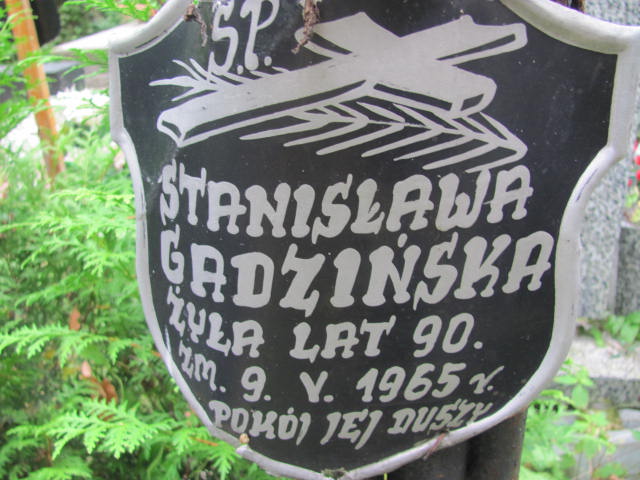 Ś.P.
STANISŁAWA
GADZIŃSKA
ŻYŁA LAT 90.
ZM. 9. V. 1965 r.
POKÓJ JEJ DUSZY